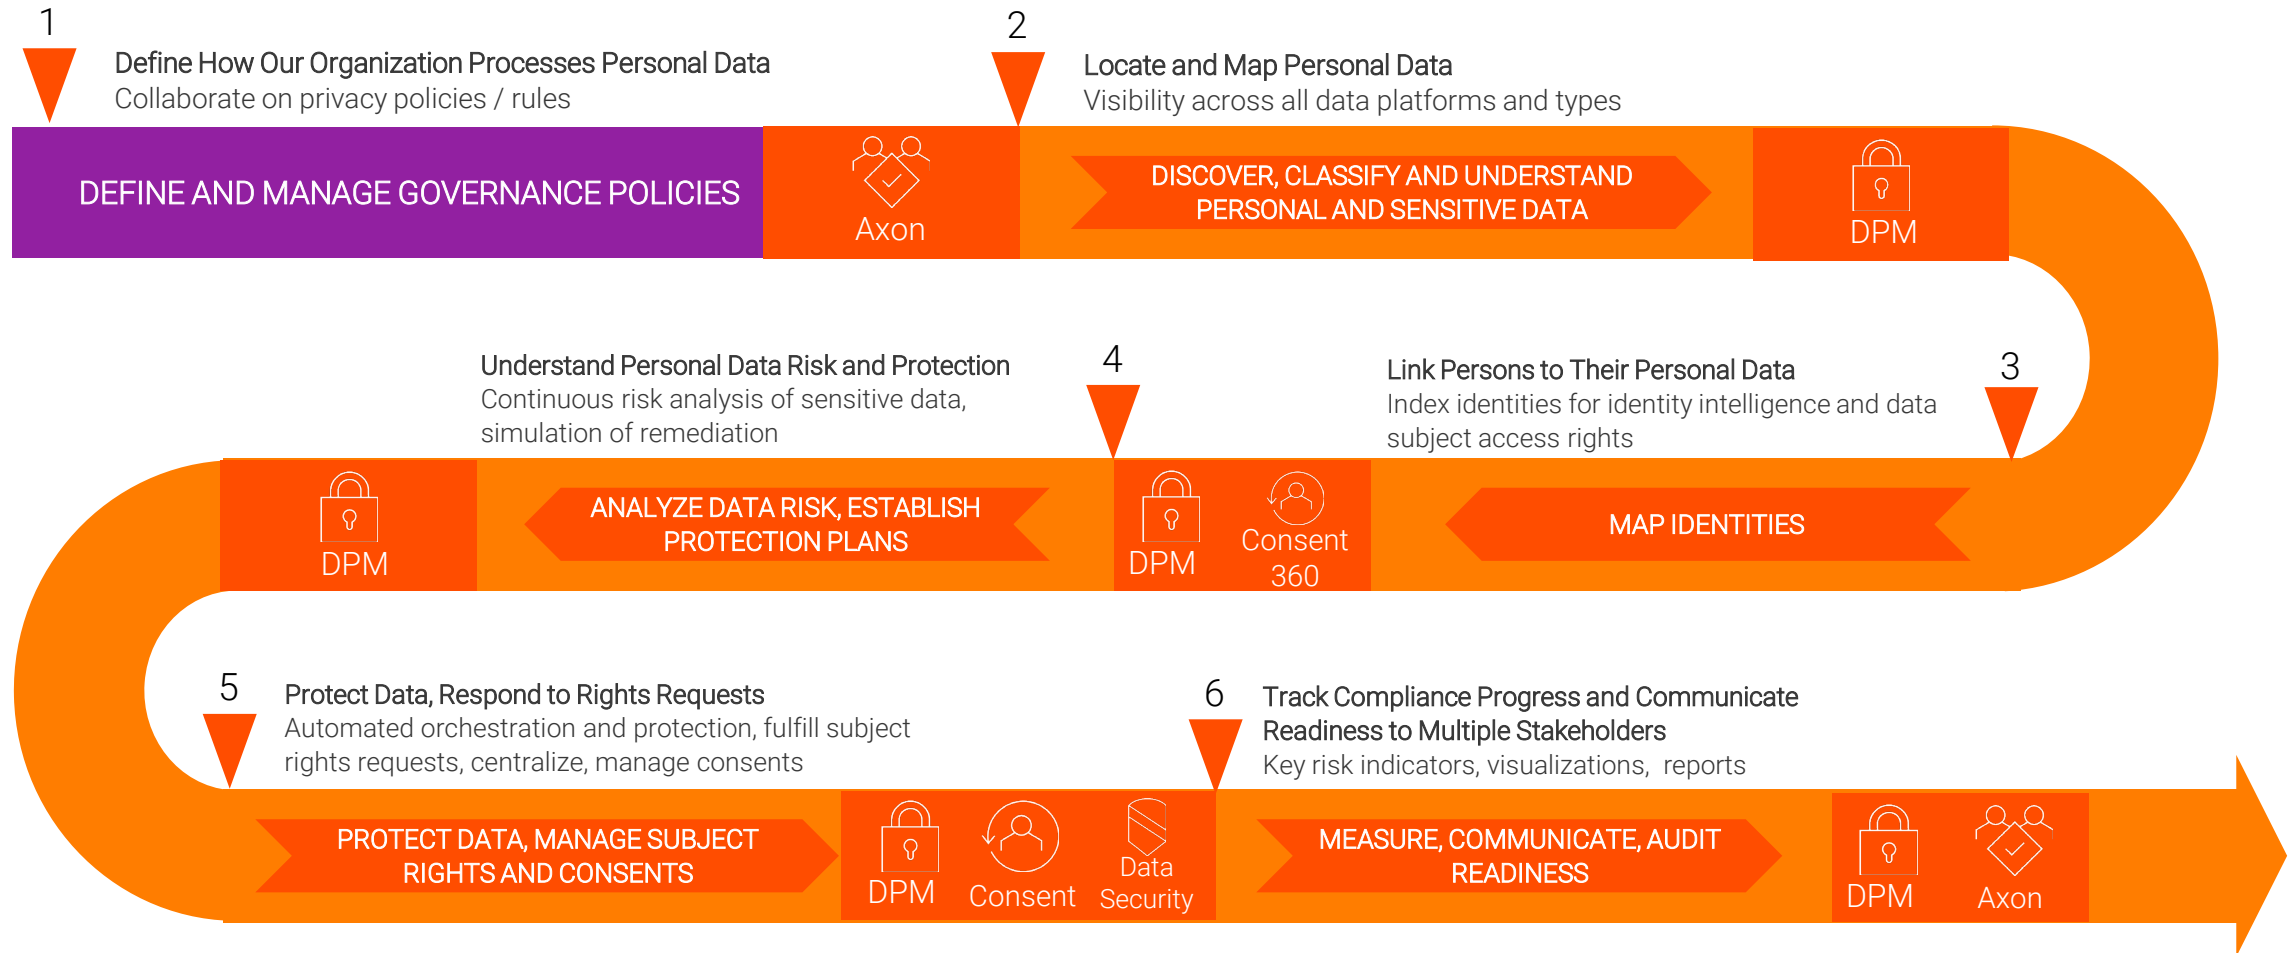 1
Define How Our Organization Processes Personal Data
Collaborate on privacy policies / rules
DEFINE AND MANAGE GOVERNANCE POLICIES
Axon
2
Locate and Map Personal Data
Visibility across all data platforms and types
DISCOVER, CLASSIFY AND UNDERSTAND
PERSONAL AND SENSITIVE DATA
DPM
3
Link Persons to Their Personal Data
Index identities for identity intelligence and data
subject access rights
MAP IDENTITIES
DPM
Consent
360
4
Understand Personal Data Risk and Protection
Continuous risk analysis of sensitive data,
simulation of remediation
ANALYZE DATA RISK, ESTABLISH
PROTECTION PLANS
DPM
5
Protect Data, Respond to Rights Requests
Automated orchestration and protection, fulfill subject
rights requests, centralize, manage consents
PROTECT DATA, MANAGE SUBJECT
RIGHTS AND CONSENTS
DPM
Consent
Data
Security
6
Track Compliance Progress and Communicate
Readiness to Multiple Stakeholders
Key risk indicators, visualizations,  reports
MEASURE, COMMUNICATE, AUDIT
READINESS
DPM
Axon